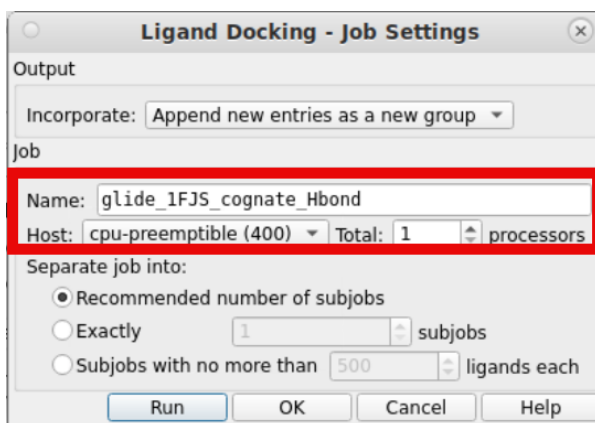 Ligand Docking - Job Settings
Output
Incorporate: Append new entries as a new group
Job
Name: glide_1FJS_cognate_Hbond
Host: cpu-preemptible (400) Total: 1 processors
Separate job into:
Recommended number of subjobs
Exactly 1 subjobs
Subjobs with no more than 500 ligands each
Run OK Cancel Help